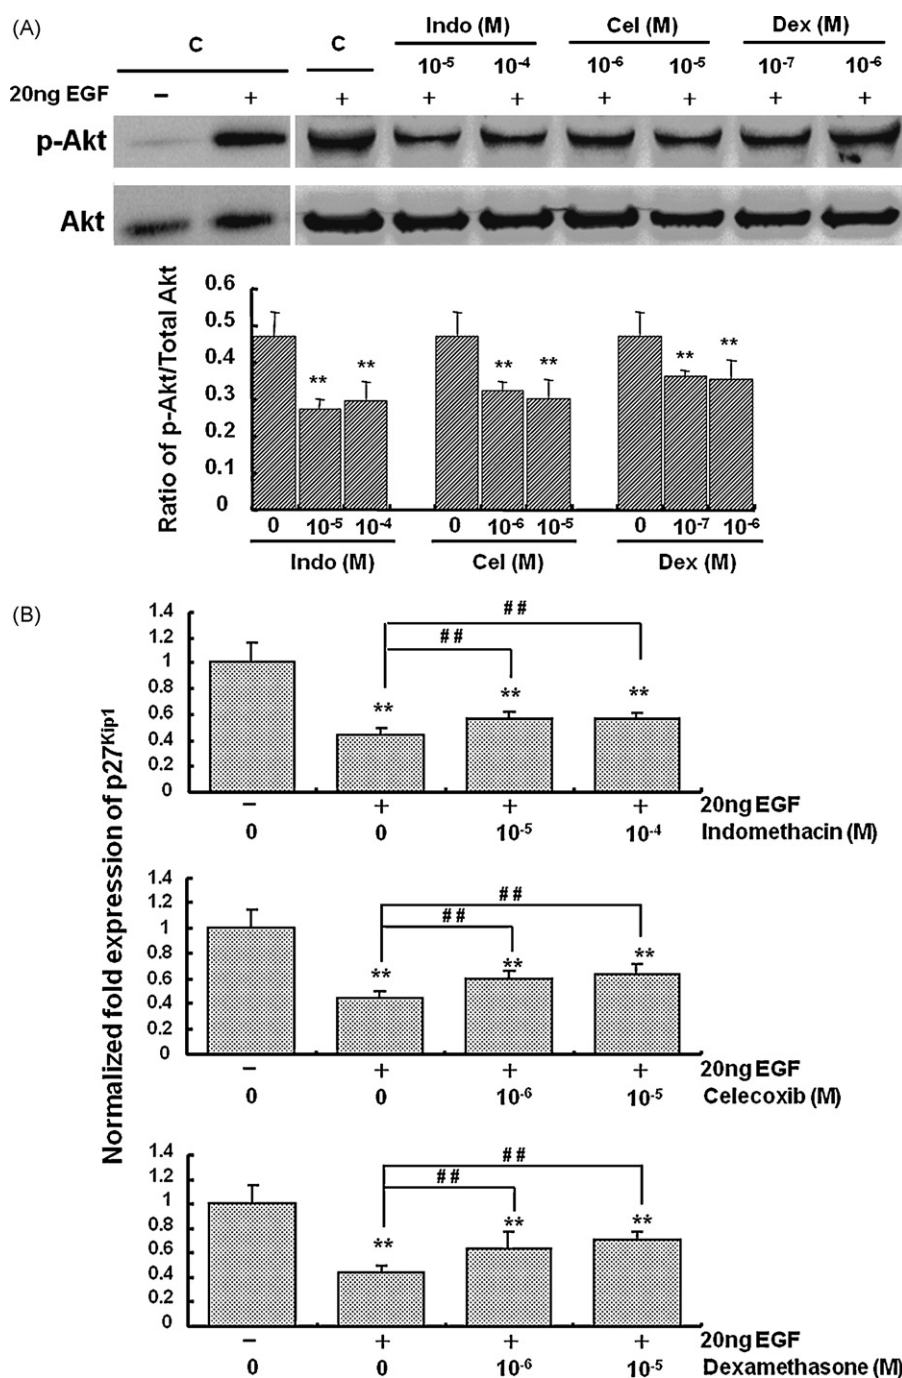 (A)
C C Indo (M) Cel (M) Dex (M)
10-5 10-4 10-6 10-5 10-7 10-6
20ng EGF − + + + + + + + +
p-Akt
Akt
Ratio of p-Akt/Total Akt
0.6
0.5
0.4
0.3
0.2
0.1
0
** ** ** ** ** **
0 10-5 10-4 0 10-6 10-5 0 10-7 10-6
Indo (M) Cel (M) Dex (M)
(B)
Normalized fold expression of p27Kip1
1.4
1.2
1
0.8
0.6
0.4
0.2
0
##
##
** ** **
− + + + 20ng EGF
0 0 10-5 10-4 Indomethacin (M)
1.4
1.2
1
0.8
0.6
0.4
0.2
0
##
##
** ** **
− + + + 20ng EGF
0 0 10-6 10-5 Celecoxib (M)
1.4
1.2
1
0.8
0.6
0.4
0.2
0
##
##
** ** **
− + + + 20ng EGF
0 0 10-6 10-5 Dexamethasone (M)